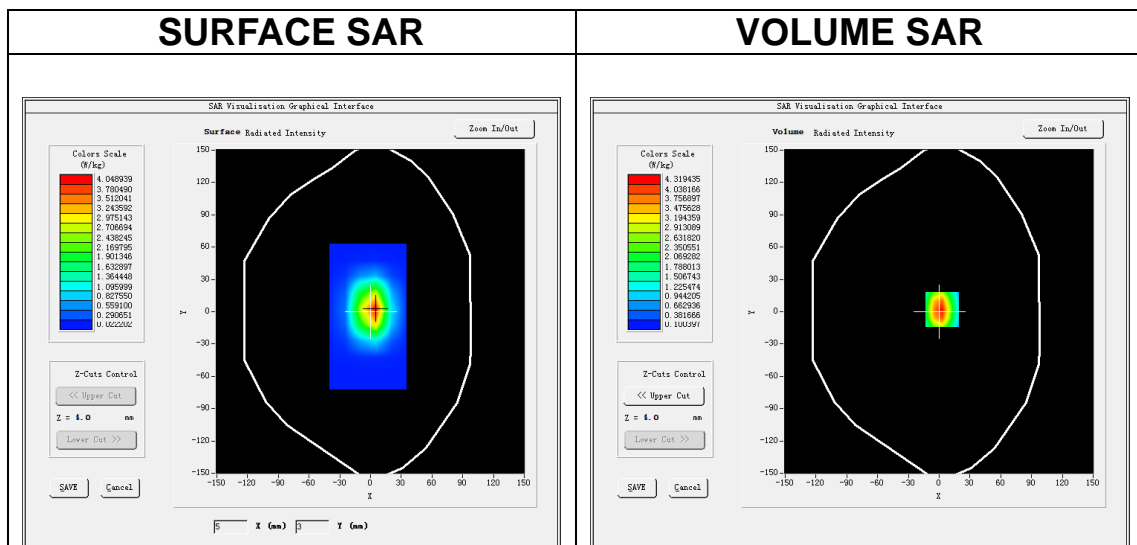 SURFACE SAR
VOLUME SAR
SAR Visualisation Graphical Interface
Surface Radiated Intensity
Zoom In/Out
Colors Scale
(W/kg)
4.048939
3.780490
3.512041
3.243592
2.975143
2.706694
2.438245
2.169795
1.901346
1.632897
1.364448
1.095999
0.827550
0.559100
0.290651
0.022202
150
120
90
60
30
0
-30
-60
-90
-120
-150
Y
-150 -120 -90 -60 -30 0 30 60 90 120 150
X
Z-Cuts Control
<< Upper Cut
Z = 4.0 mm
Lower Cut >>
SAVE Cancel
5 X (mm) 3 Y (mm)
SAR Visualisation Graphical Interface
Volume Radiated Intensity
Zoom In/Out
Colors Scale
(W/kg)
4.319435
4.038166
3.756897
3.475628
3.194359
2.913089
2.631820
2.350551
2.069282
1.788013
1.506743
1.225474
0.944205
0.662936
0.381666
0.100397
150
120
90
60
30
0
-30
-60
-90
-120
-150
Y
-150 -120 -90 -60 -30 0 30 60 90 120 150
X
Z-Cuts Control
<< Upper Cut
Z = 4.0 mm
Lower Cut >>
SAVE Cancel